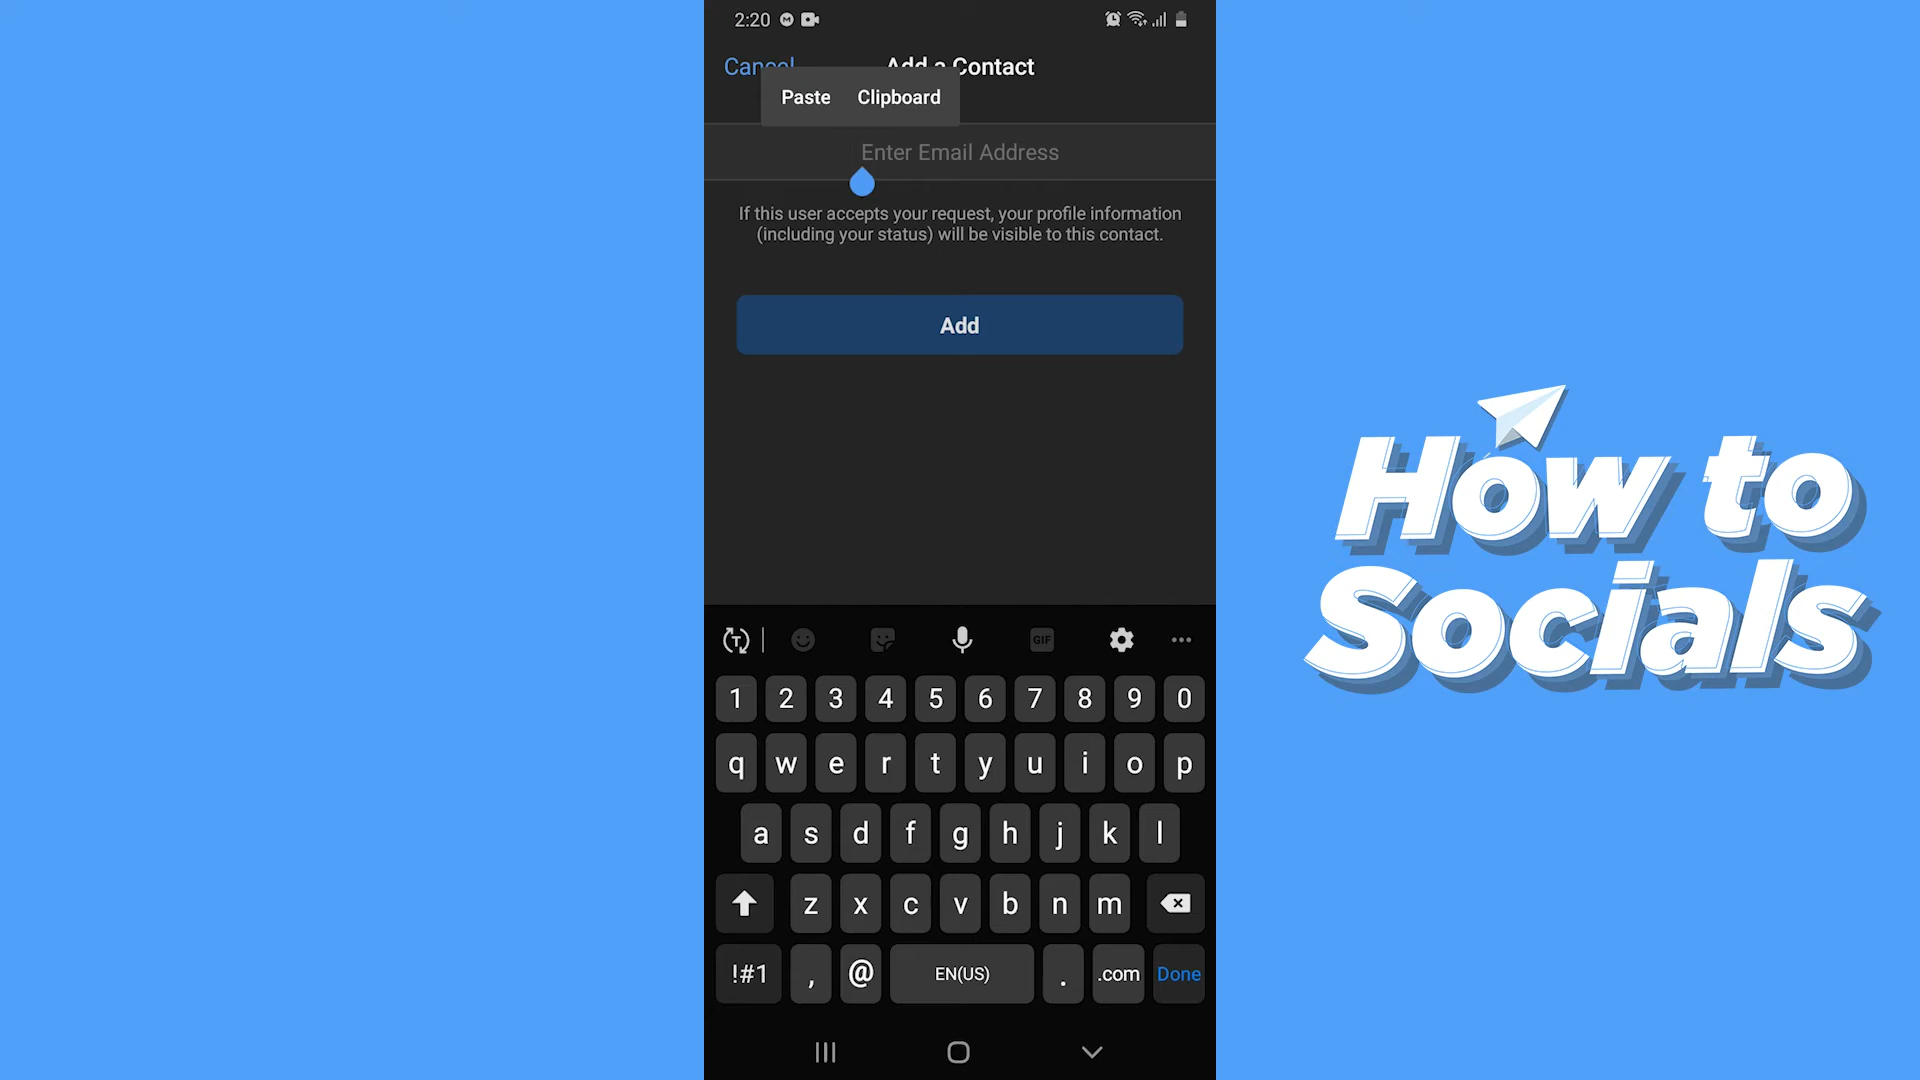 2:20
Cancel
Add a Contact
Paste Clipboard
Enter Email Address
If this user accepts your request, your profile information
(including your status) will be visible to this contact.
Add
GIF
1 2 3 4 5 6 7 8 9 0
q w e r t y u i o p
a s d f g h j k l
z x c v b n m
!#1 , @ EN(US) . .com Done
How to
Socials